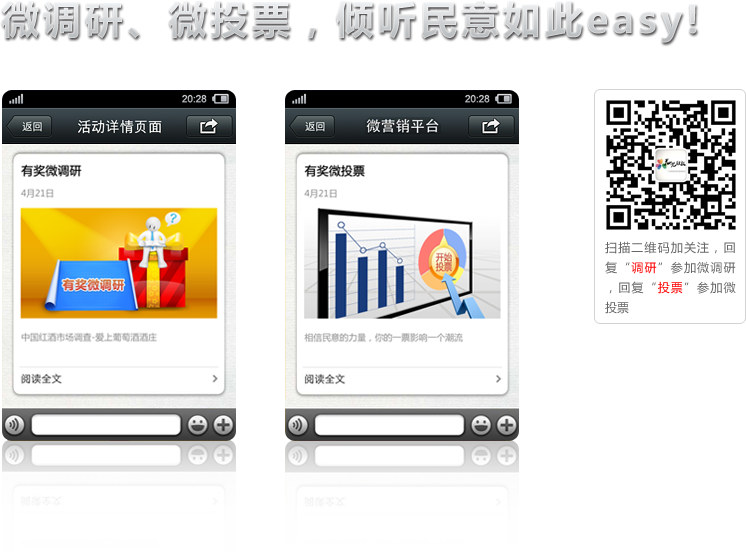 微调研、微投票，倾听民意如此easy!
20:28
返回
活动详情页面
有奖微调研
4月21日
?
有奖微调研
中国红酒市场调查-爱上葡萄酒酒庄
阅读全文
20:28
返回
微营销平台
有奖微投票
4月21日
开始
投票
相信民意的力量，你的一票影响一个潮流
阅读全文
扫描二维码加关注，回
复“调研”参加微调研
，回复“投票”参加微
投票